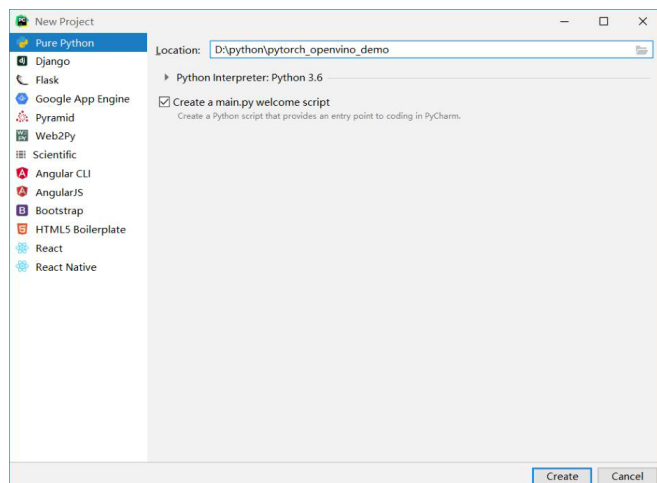 New Project
Pure Python
Django
Flask
Google App Engine
Pyramid
Web2Py
Scientific
Angular CLI
AngularJS
Bootstrap
HTML5 Boilerplate
React
React Native
Location: D:\python\pytorch_openvino_demo
Python Interpreter: Python 3.6
Create a main.py welcome script
Create a Python script that provides an entry point to coding in PyCharm.
Create Cancel